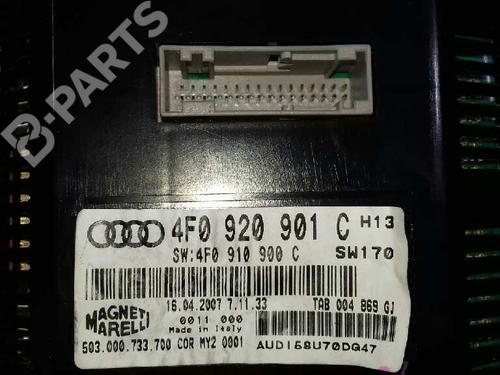 B-PARTS
4F0 920 901 C H13
SW:4F0 910 900 C SW170
16.04.2007 7.11.33 TAB 004 869 GJ
MAGNETI MARELLI
0011 000
Made in Italy
503.000.733.700 COR MY2 0001 AUDI58U70DG47